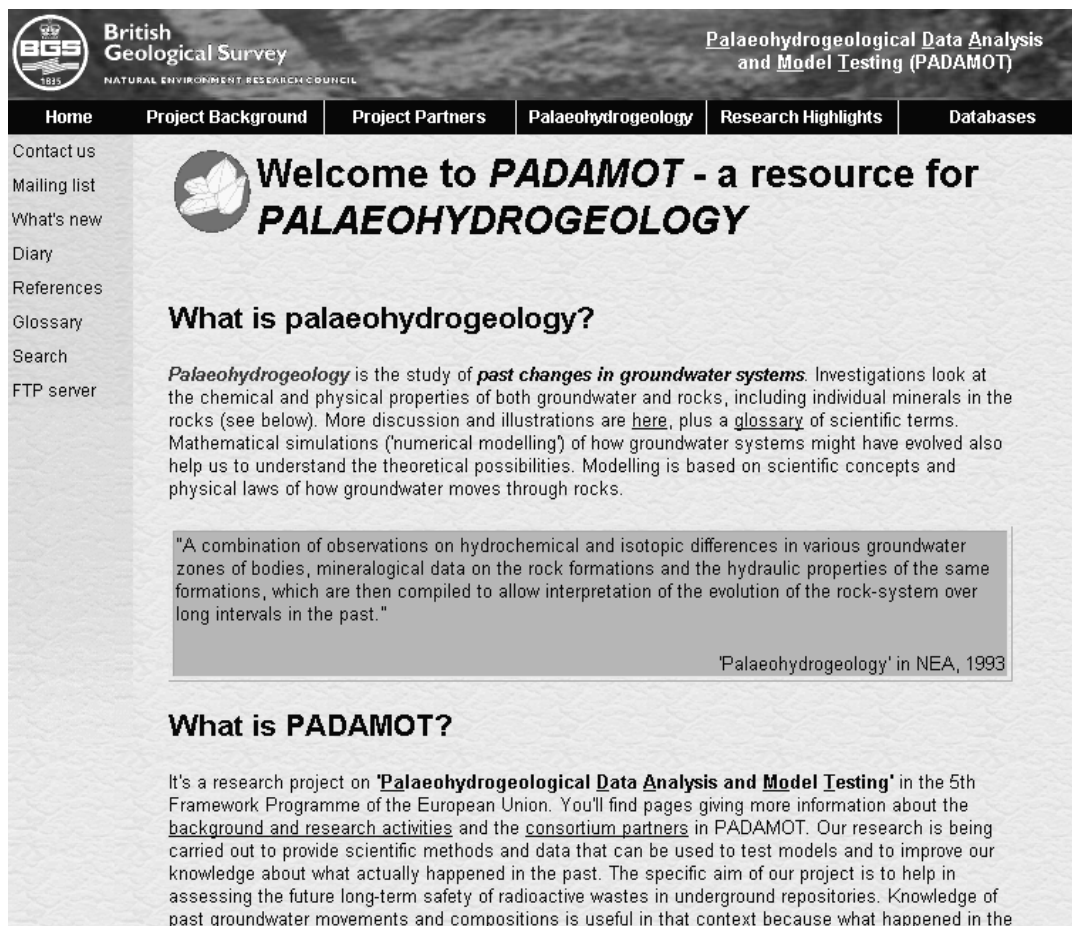 BGS
1835
British
Geological Survey
NATURAL ENVIRONMENT RESEARCH COUNCIL
Palaeohydrogeological Data Analysis
and Model Testing (PADAMOT)
Home Project Background Project Partners Palaeohydrogeology Research Highlights Databases
Contact us
Mailing list
What's new
Diary
References
Glossary
Search
FTP server
Welcome to PADAMOT - a resource for
PALAEOHYDROGEOLOGY
What is palaeohydrogeology?
Palaeohydrogeology is the study of past changes in groundwater systems. Investigations look at
the chemical and physical properties of both groundwater and rocks, including individual minerals in the
rocks (see below). More discussion and illustrations are here, plus a glossary of scientific terms.
Mathematical simulations ('numerical modelling') of how groundwater systems might have evolved also
help us to understand the theoretical possibilities. Modelling is based on scientific concepts and
physical laws of how groundwater moves through rocks.
"A combination of observations on hydrochemical and isotopic differences in various groundwater
zones of bodies, mineralogical data on the rock formations and the hydraulic properties of the same
formations, which are then compiled to allow interpretation of the evolution of the rock-system over
long intervals in the past."
'Palaeohydrogeology' in NEA, 1993
What is PADAMOT?
It's a research project on 'Palaeohydrogeological Data Analysis and Model Testing' in the 5th
Framework Programme of the European Union. You'll find pages giving more information about the
background and research activities and the consortium partners in PADAMOT. Our research is being
carried out to provide scientific methods and data that can be used to test models and to improve our
knowledge about what actually happened in the past. The specific aim of our project is to help in
assessing the future long-term safety of radioactive wastes in underground repositories. Knowledge of
past groundwater movements and compositions is useful in that context because what happened in the